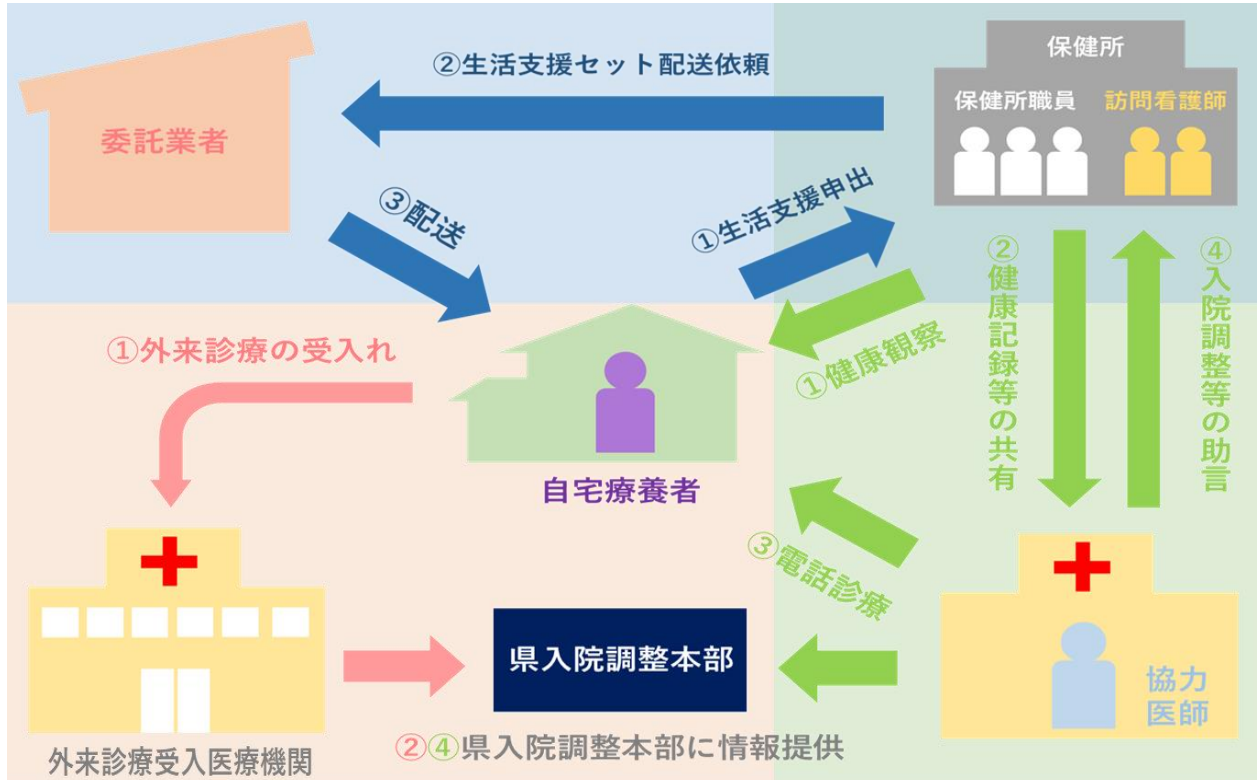 ②生活支援セット配送依頼
保健所
保健所職員
訪問看護師
委託業者
③配送
①生活支援申出
①健康観察
②健康記録等の共有
④入院調整等の助言
①外来診療の受入れ
自宅療養者
③電話診療
県入院調整本部
協力
医師
外来診療受入医療機関
②④県入院調整本部に情報提供